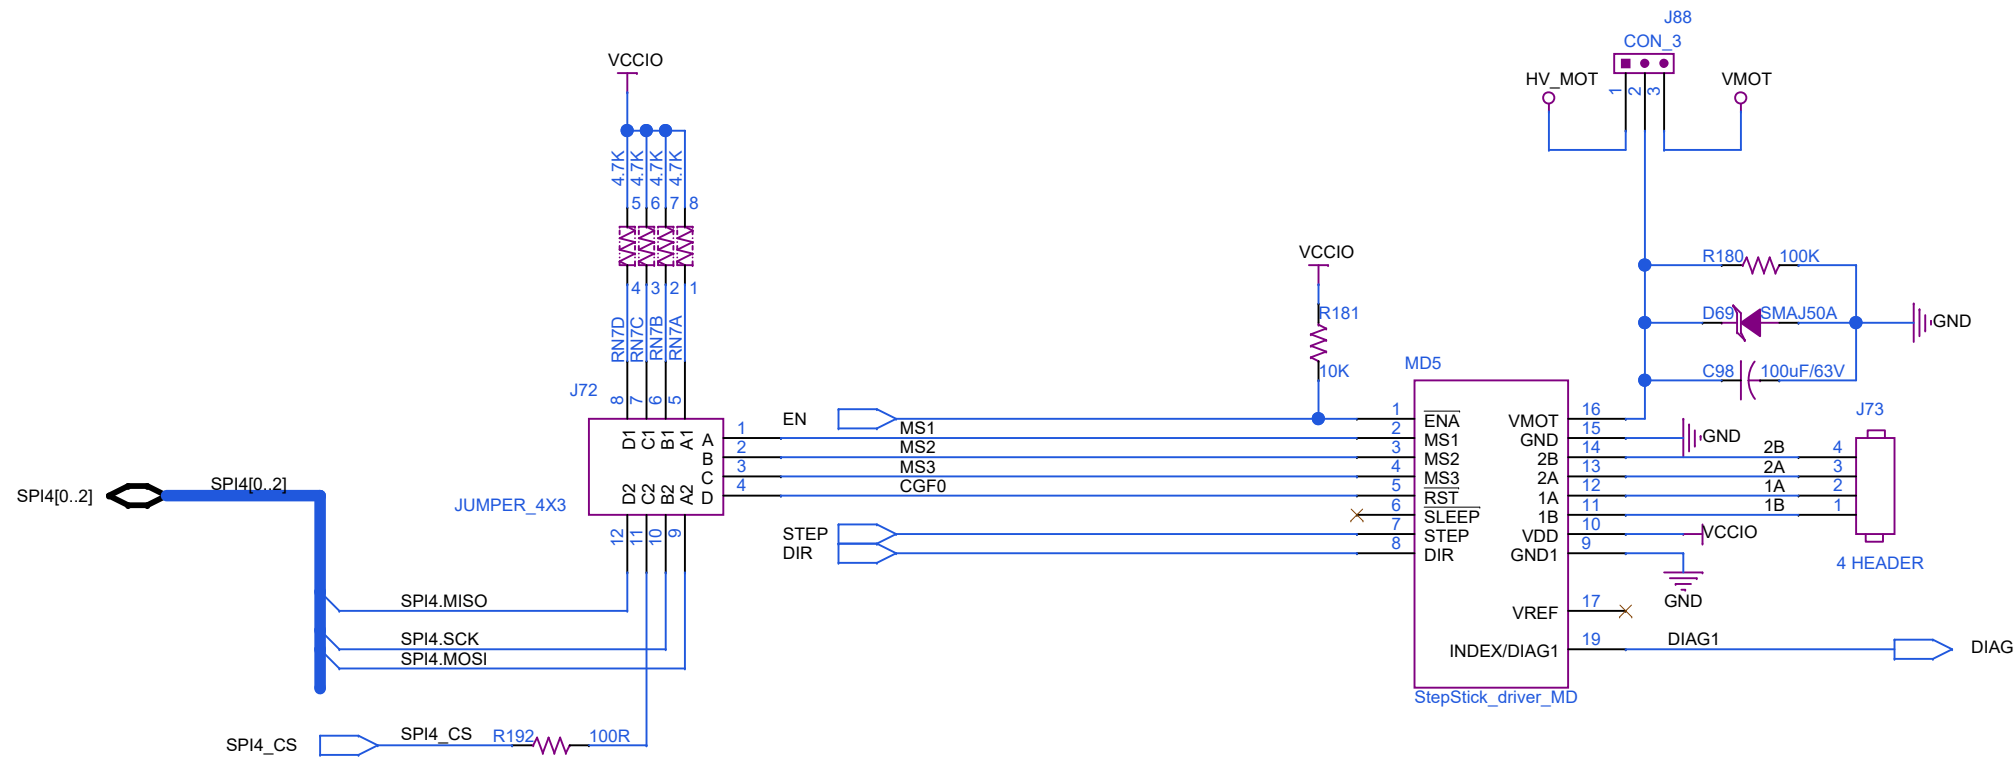 J88
CON_3
HV_MOT
VMOT
1
2
3
VCCIO
4.7K
4.7K
4.7K
4.7K
5
6
7
8
4
3
2
1
RN7D
RN7C
RN7B
RN7A
J72
8
7
6
5
D1
C1
B1
A1
A
B
C
D
D2
C2
B2
A2
1
2
3
4
JUMPER_4X3
12
11
10
9
SPI4[0..2]
SPI4[0..2]
SPI4.MISO
SPI4.SCK
SPI4.MOSI
SPI4_CS
SPI4_CS
R192
100R
EN
MS1
MS2
MS3
CGF0
STEP
DIR
VCCIO
R181
10K
R180
100K
D69
SMAJ50A
GND
C98
100uF/63V
MD5
1
2
3
4
5
6
7
8
ENA
MS1
MS2
MS3
RST
SLEEP
STEP
DIR
VMOT
GND
2B
2A
1A
1B
VDD
GND1
VREF
INDEX/DIAG1
16
15
14
13
12
11
10
9
17
19
StepStick_driver_MD
GND
2B
2A
1A
1B
VCCIO
GND
J73
4
3
2
1
4 HEADER
DIAG1
DIAG